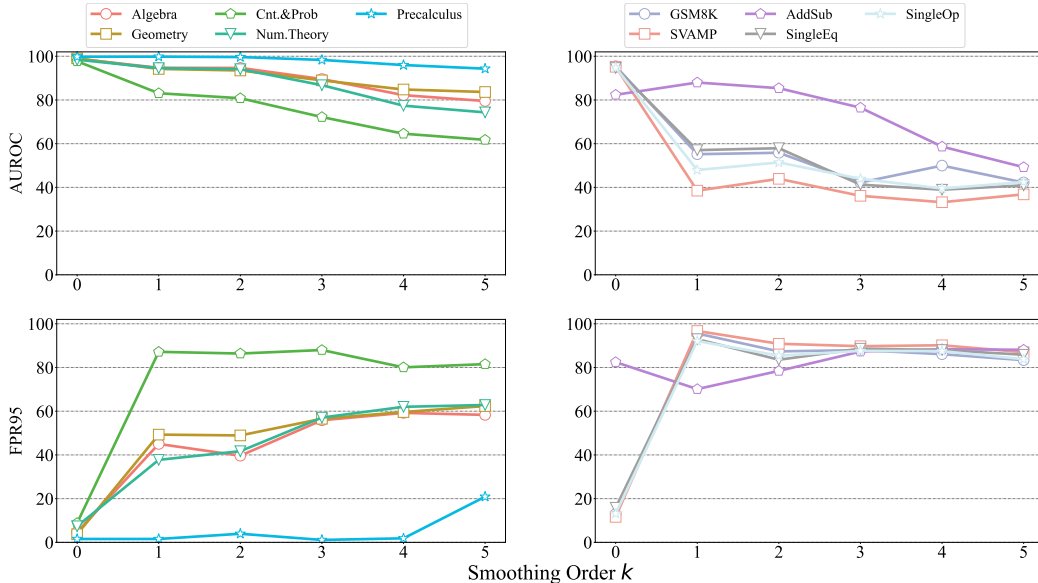 Algebra Cnt.&Prob Precalculus
Geometry Num.Theory
GSM8K AddSub SingleOp
SVAMP SingleEq
AUROC
100
80
60
40
20
0
0 1 2 3 4 5
100
80
60
40
20
0
0 1 2 3 4 5
FPR95
100
80
60
40
20
0
0 1 2 3 4 5
100
80
60
40
20
0
0 1 2 3 4 5
Smoothing Order k